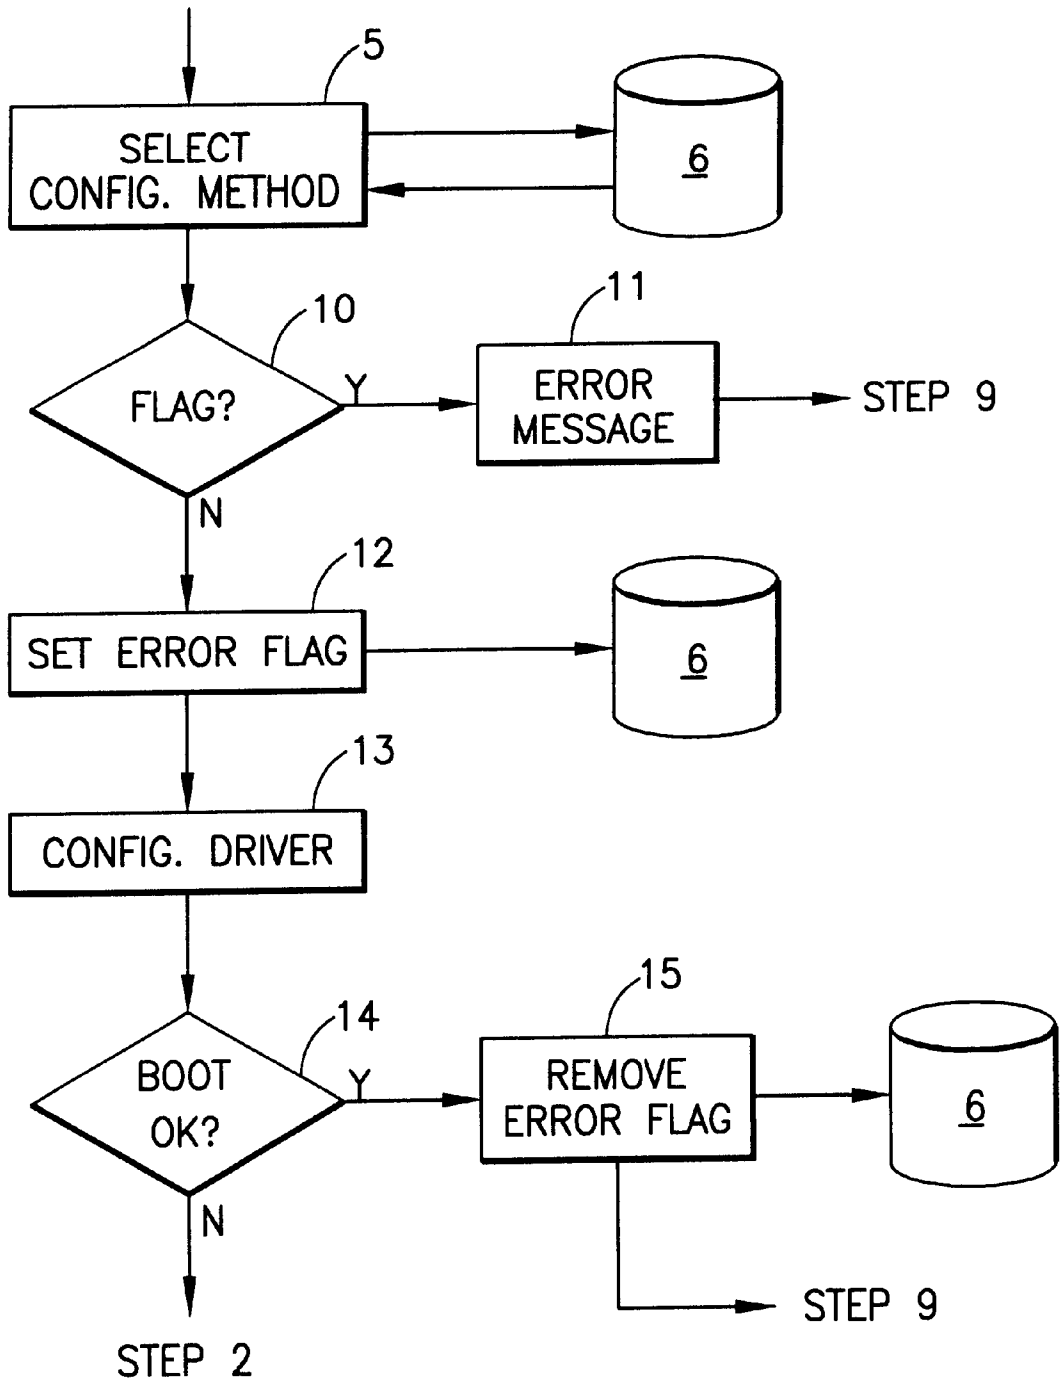 5
SELECT
CONFIG. METHOD
6
10
FLAG?
Y
11
ERROR
MESSAGE
STEP 9
N
12
SET ERROR FLAG
6
13
CONFIG. DRIVER
14
BOOT
OK?
Y
15
REMOVE
ERROR FLAG
6
N
STEP 9
STEP 2